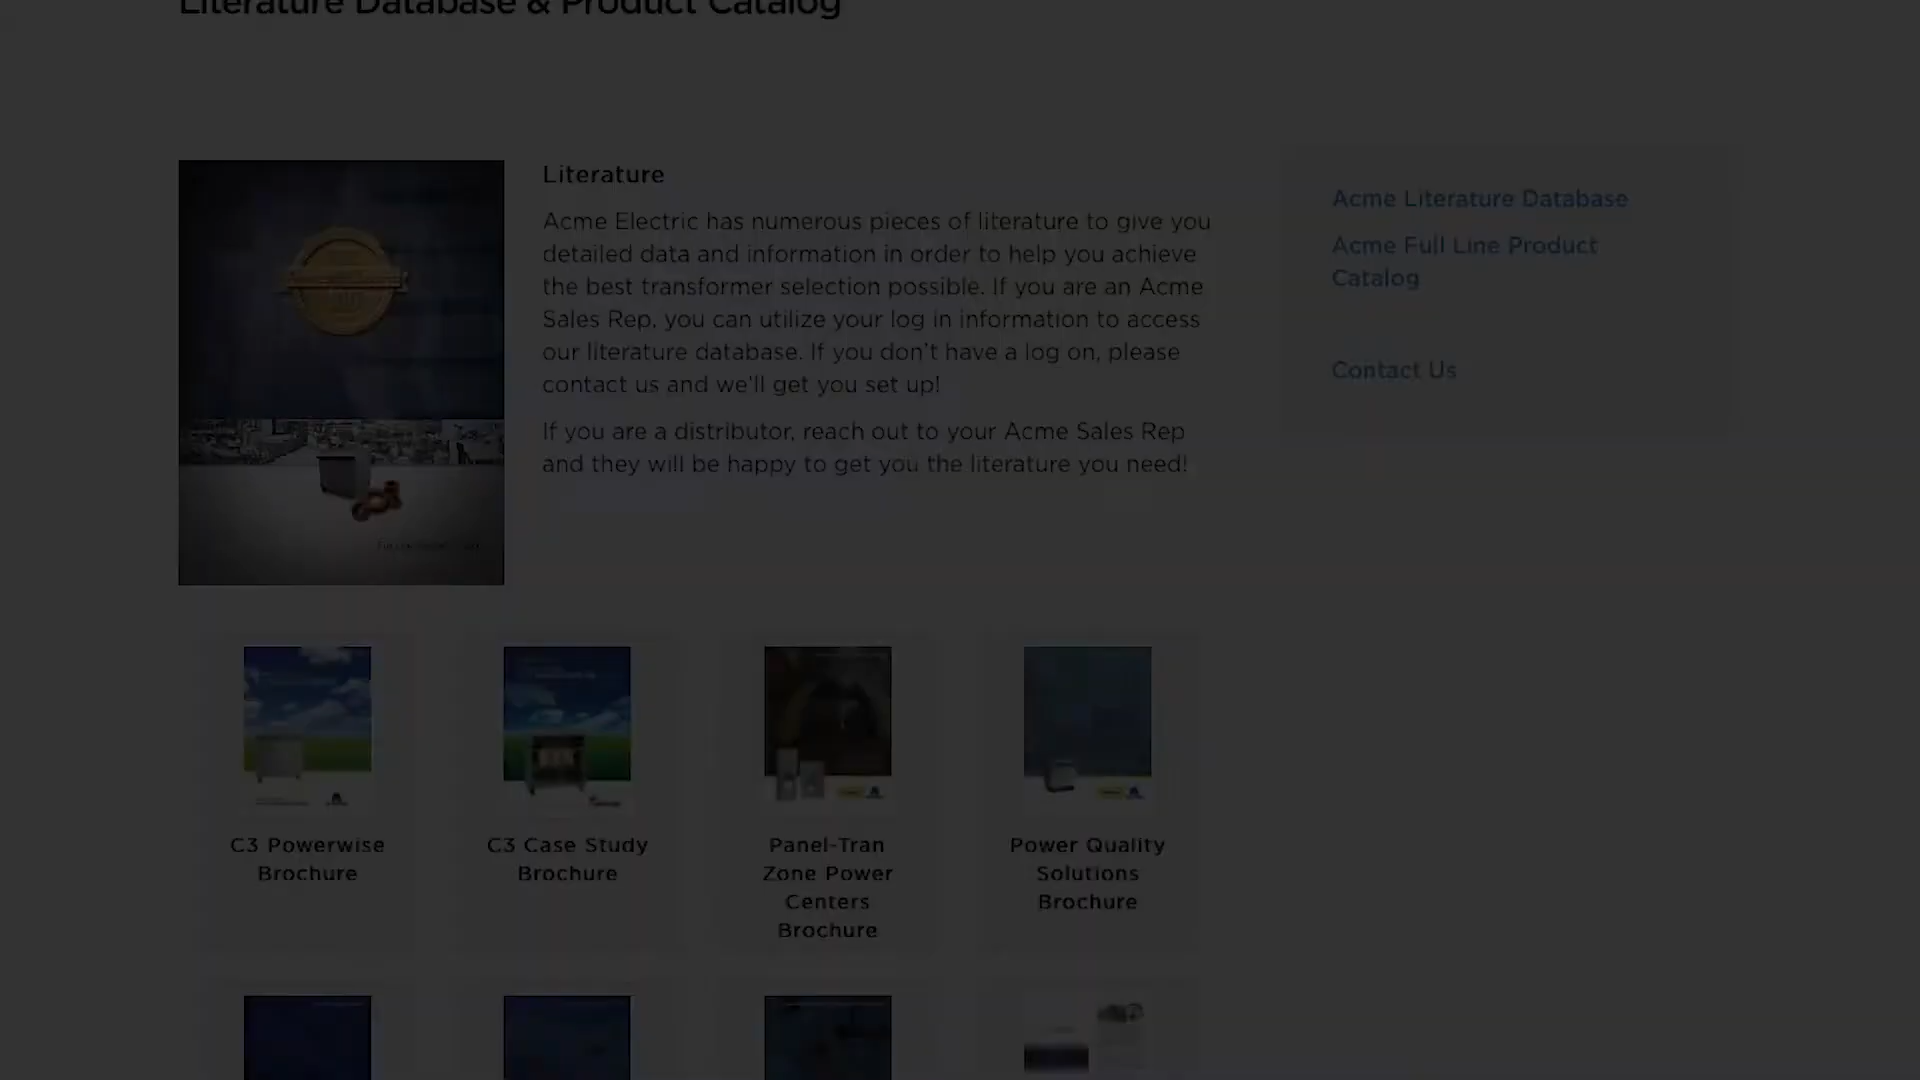 Literature Database & Product Catalog
Literature
Acme Electric has numerous pieces of literature to give you
detailed data and information in order to help you achieve
the best transformer selection possible. If you are an Acme
Sales Rep, you can utilize your log in information to access
our literature database. If you don't have a log on, please
contact us and we'll get you set up!
If you are a distributor, reach out to your Acme Sales Rep
and they will be happy to get you the literature you need!
Acme Literature Database
Acme Full Line Product
Catalog
Contact Us
C3 Powerwise
Brochure
C3 Case Study
Brochure
Panel-Tran
Zone Power
Centers
Brochure
Power Quality
Solutions
Brochure